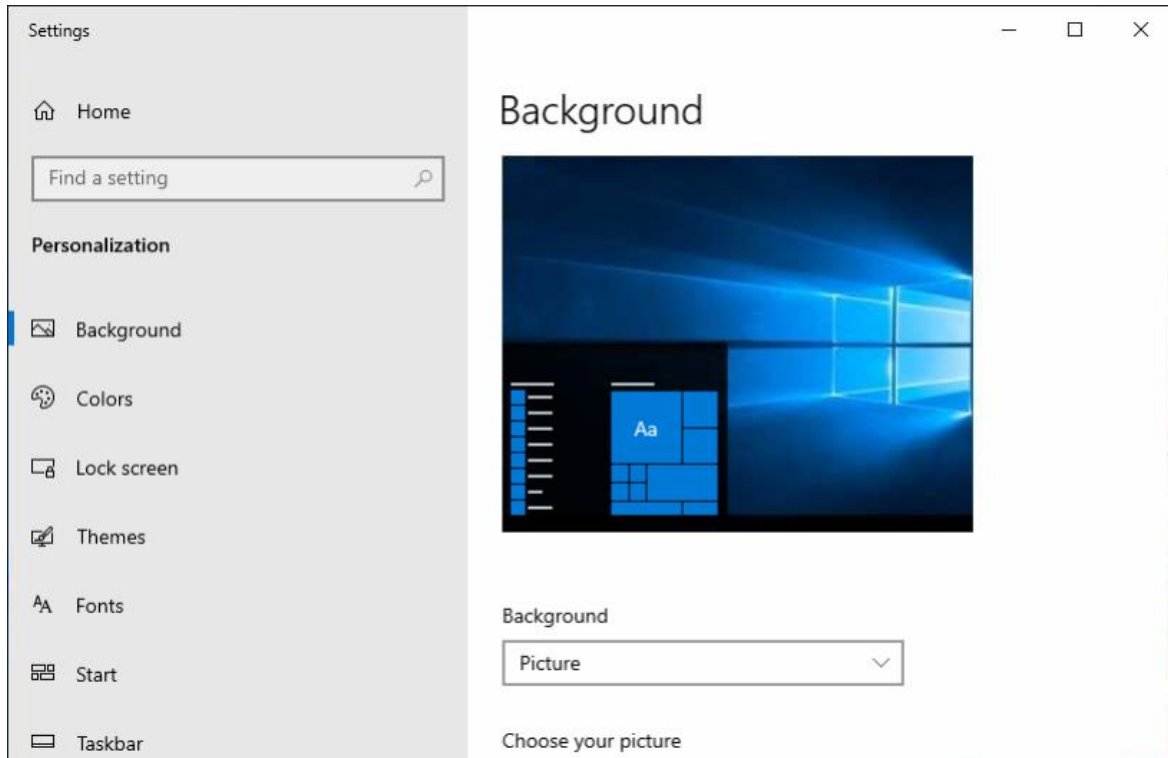 Settings
Home
Find a setting
Personalization
Background
Colors
Lock screen
Themes
Fonts
Start
Taskbar
Background
Aa
Background
Picture
Choose your picture